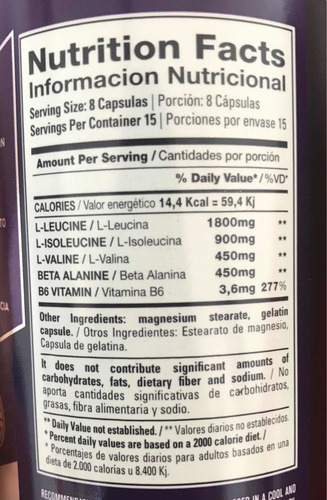 Nutrition Facts
Informacion Nutricional
Serving Size: 8 Capsulas | Porción: 8 Cápsulas
Servings Per Container 15 | Porciones por envase 15
Amount Per Serving / Cantidades por porción
% Daily Value* / %VD*
CALORIES / Valor energético 14,4 Kcal = 59,4 Kj
L-LEUCINE / L-Leucina 1800mg **
L-ISOLEUCINE / L-Isoleucina 900mg **
L-VALINE / L-Valina 450mg **
BETA ALANINE / Beta Alanina 450mg **
B6 VITAMIN / Vitamina B6 3,6mg 277%
Other Ingredients: magnesium stearate, gelatin
capsule. / Otros Ingredientes: Estearato de magnesio,
Capsula de gelatina.
It does not contribute significant amounts of
carbohydrates, fats, dietary fiber and sodium. / No
aporta cantidades significativas de carbohidratos,
grasas, fibra alimentaria y sodio.
** Daily Value not established. / ** Valores diarios no establecidos.
* Percent daily values are based on a 2000 calorie diet. /
* Porcentajes de valores diarios para adultos basados en una
dieta de 2.000 calorias u 8.400 Kj.
IN A COOL AND